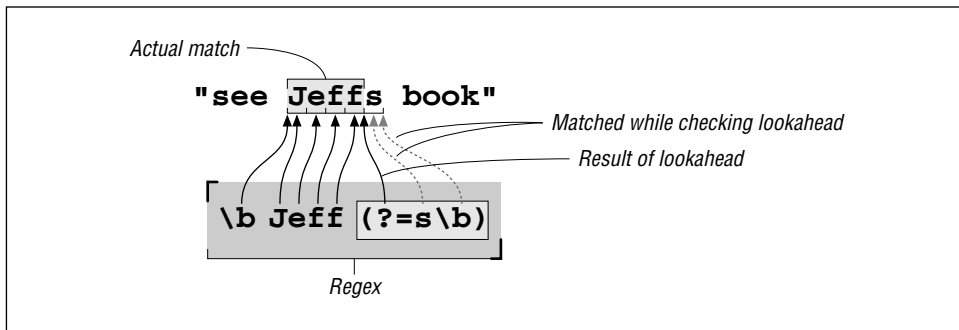 Actual match
"see Jeffs book"
Matched while checking lookahead
Result of lookahead
\b Jeff (?=s\b)
Regex